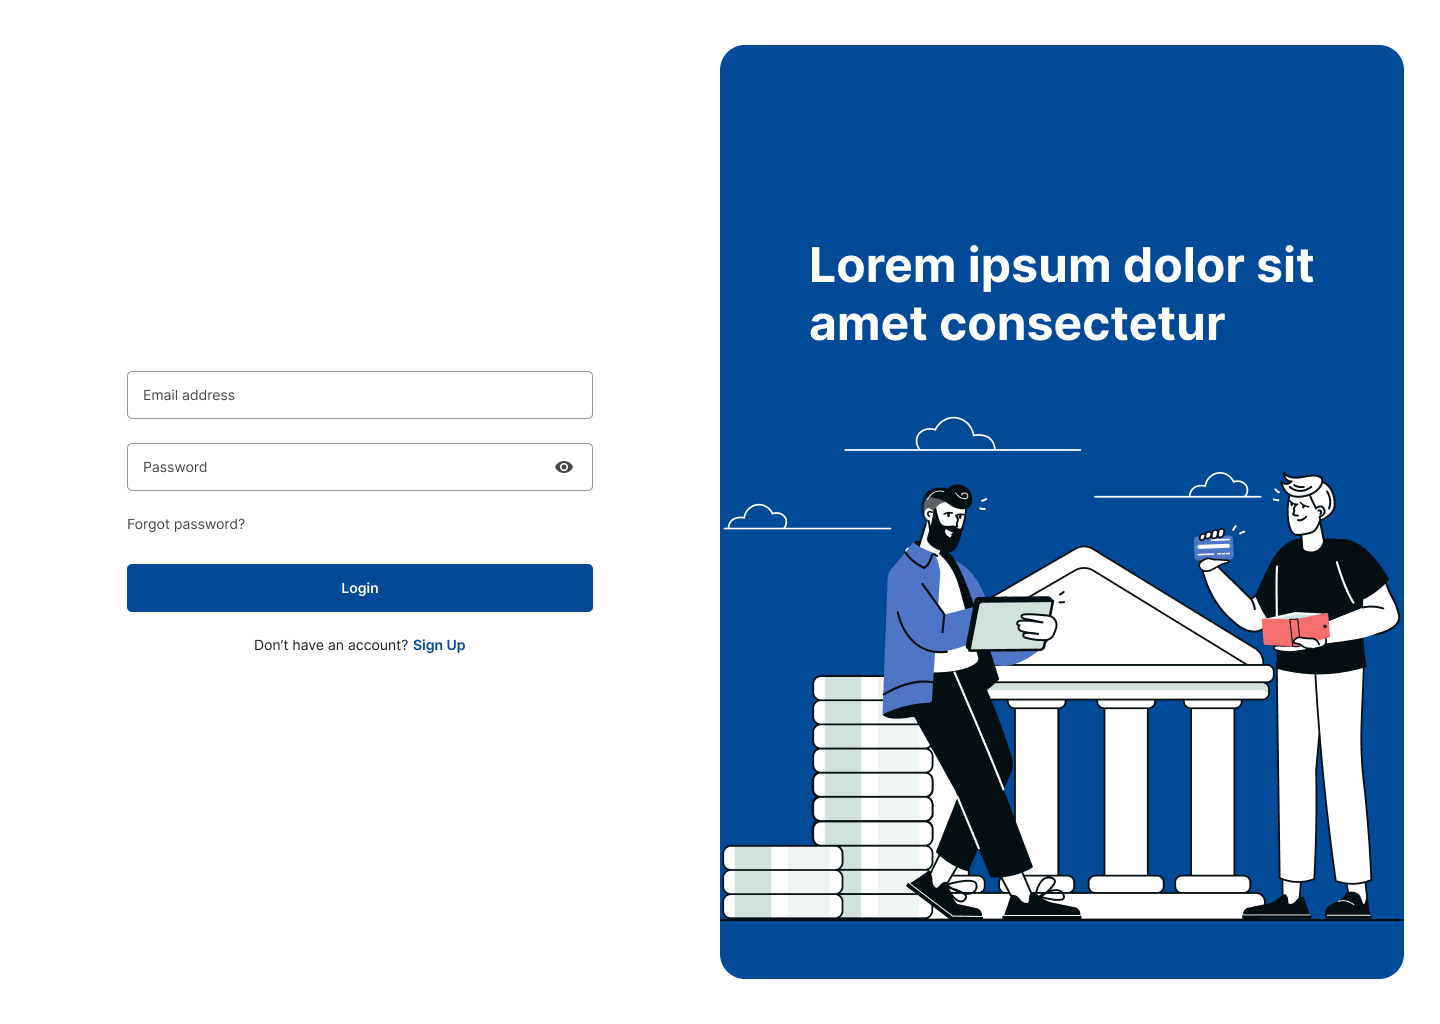 Email address
Password
Forgot password?
Login
Don’t have an account? Sign Up
Lorem ipsum dolor sit
amet consectetur